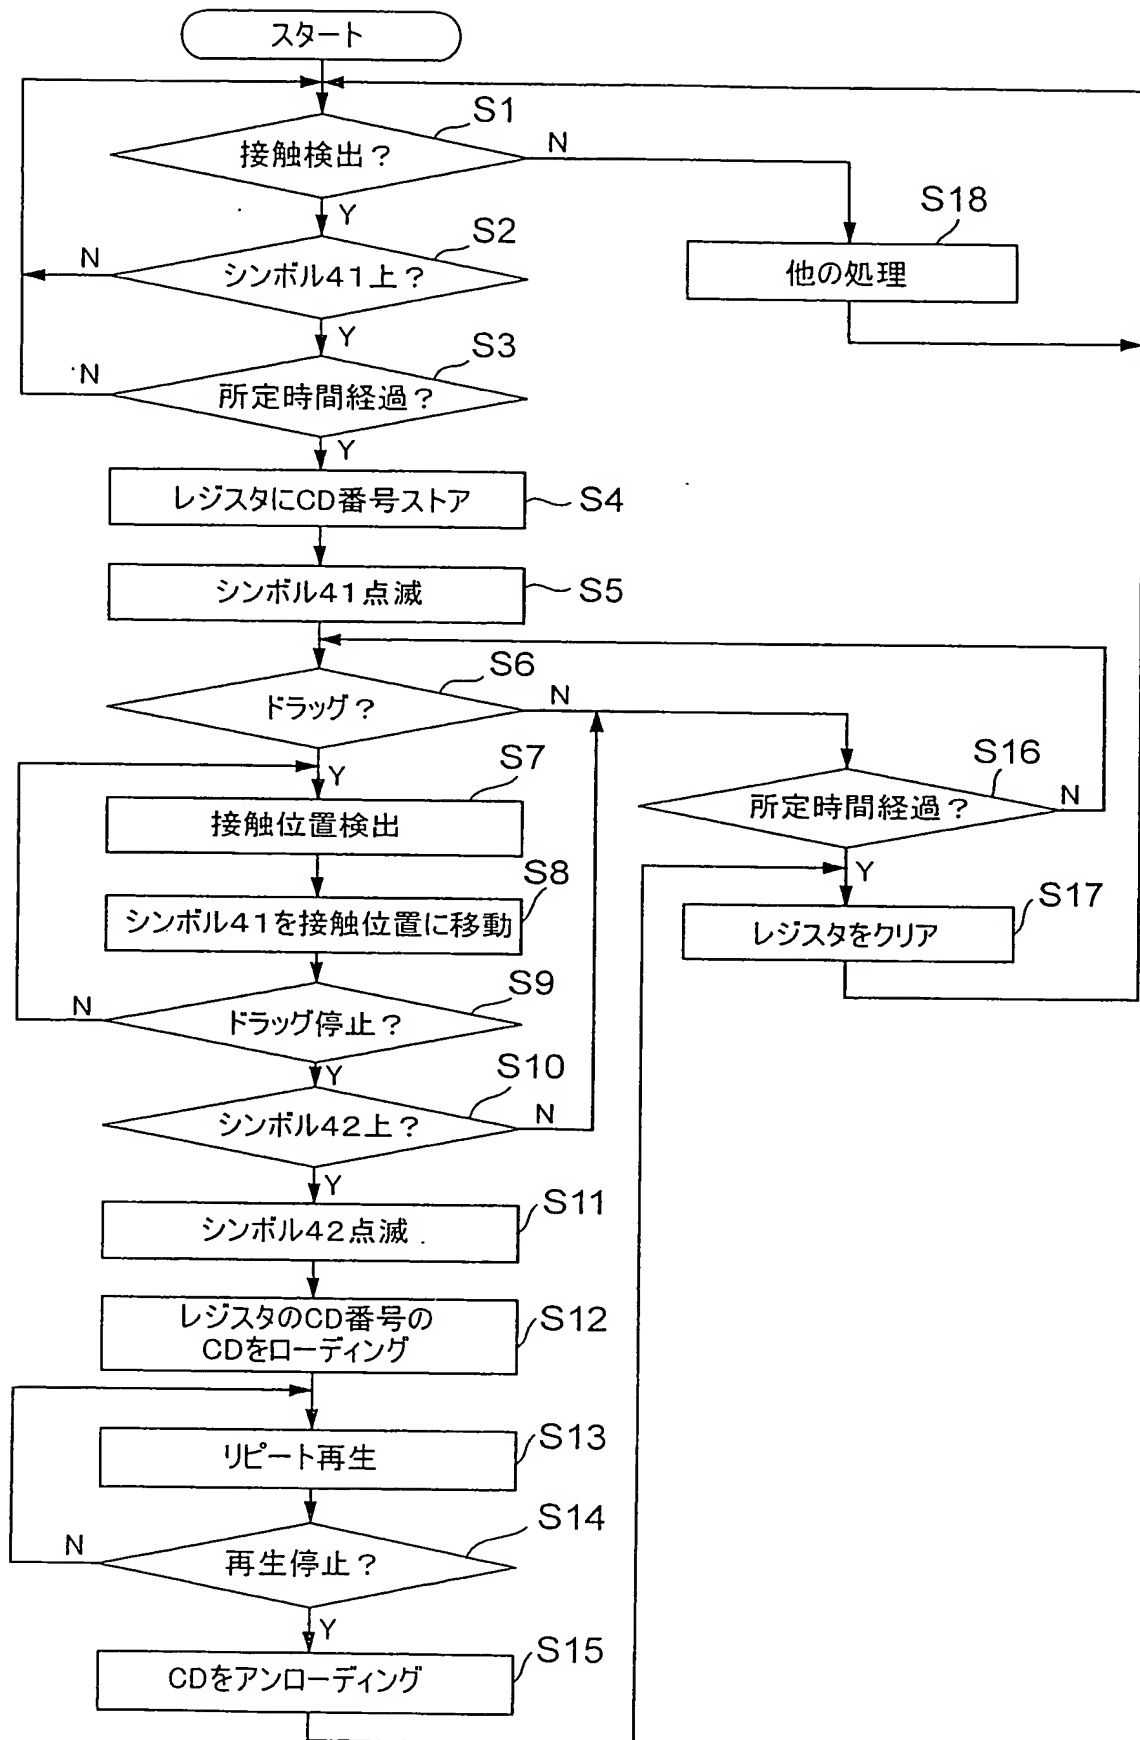 スタート
S1
接触検出？
N
Y
S18
他の処理
S2
シンボル４１上？
N
Y
S3
所定時間経過？
N
Y
レジスタにCD番号ストア
S4
シンボル４１点滅
S5
S6
ドラッグ？
N
Y
S16
所定時間経過？
N
Y
S7
接触位置検出
S8
シンボル４１を接触位置に移動
S17
レジスタをクリア
S9
ドラッグ停止？
N
Y
S10
シンボル４２上？
N
Y
S11
シンボル４２点滅
S12
レジスタのCD番号の
CDをローディング
S13
リピート再生
S14
再生停止？
N
Y
S15
CDをアンローディング